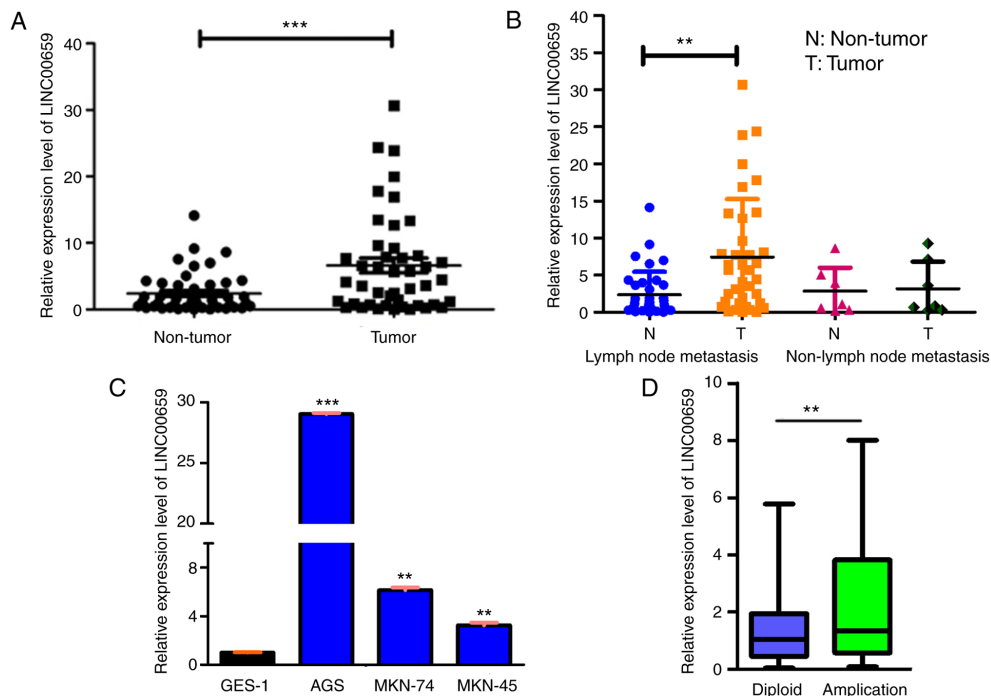 A
***
Relative expression level of LINC00659
40
30
20
10
0
Non-tumor
Tumor
B
**
N: Non-tumor
T: Tumor
Relative expression level of LINC00659
40
35
30
25
20
15
10
5
0
N
T
N
T
Lymph node metastasis
Non-lymph node metastasis
C
Relative expression level of LINC00659
30
25
20
8
4
0
***
**
**
GES-1
AGS
MKN-74
MKN-45
D
**
Relative expression level of LINC00659
10
8
6
4
2
0
Diploid
Amplication